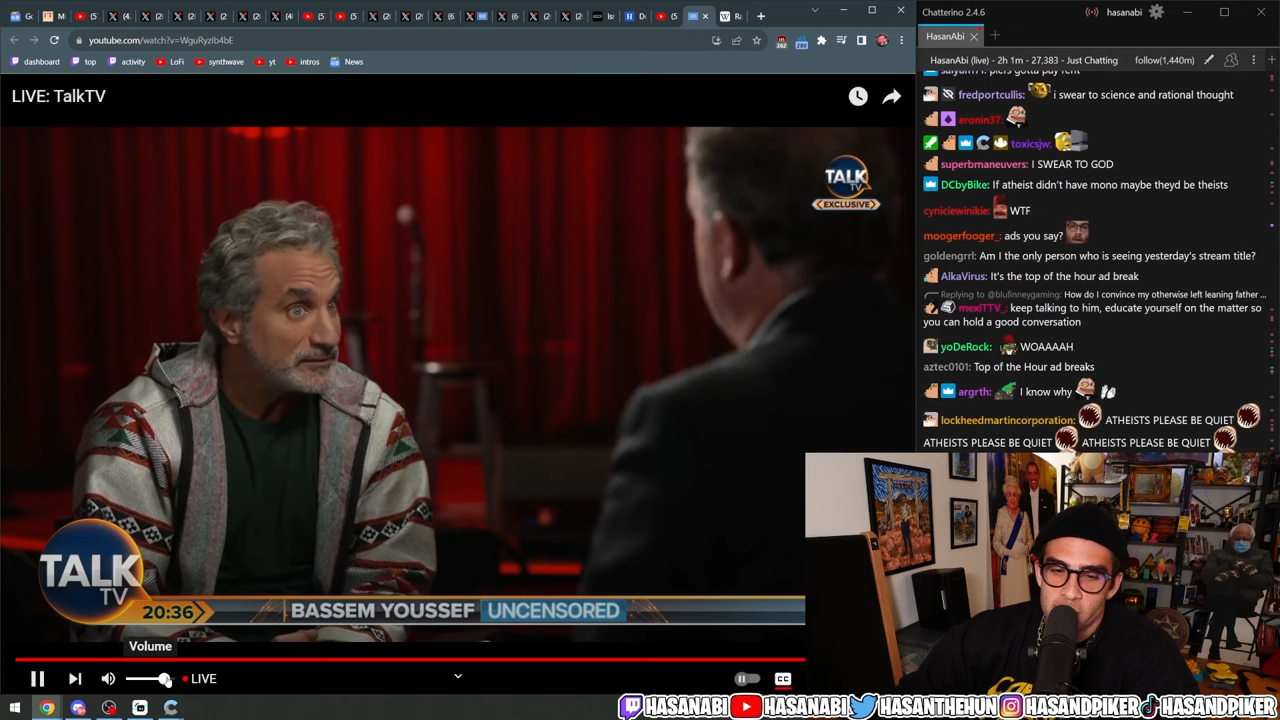 youtube.com/watch?v=WguRyzIb4bE
dashboard
top
activity
LoFi
synthwave
yt
intros
News
LIVE: TalkTV
TALK
TV
EXCLUSIVE
TALK
TV
20:36
BASSEM YOUSSEF UNCENSORED
Volume
LIVE
Chatterino 2.4.6
hasanabi
HasanAbi
HasanAbi (live) - 2h 1m - 27,383 - Just Chatting
follow(1,440m)
fredportcullis: i swear to science and rational thought
eronin37:
toxicsjw:
superbmaneuvers: I SWEAR TO GOD
DCbyBike: If atheist didn't have mono maybe theyd be theists
cyniciewinikie: WTF
moogerfooger_: ads you say?
goldengrrl: Am I the only person who is seeing yesterday's stream title?
AlkaVirus: It's the top of the hour ad break
Replying to @blufinneygaming: How do I convince my otherwise left leaning father ...
mexiTTV_: keep talking to him, educate yourself on the matter so
you can hold a good conversation
yoDeRock: WOAAAAH
aztec0101: Top of the Hour ad breaks
argrth: I know why
lockheedmartincorporation: ATHEISTS PLEASE BE QUIET
ATHEISTS PLEASE BE QUIET ATHEISTS PLEASE BE QUIET
HASANABI HASANABI HASANTHEHUN HASANDPIKER HASANDPIKER